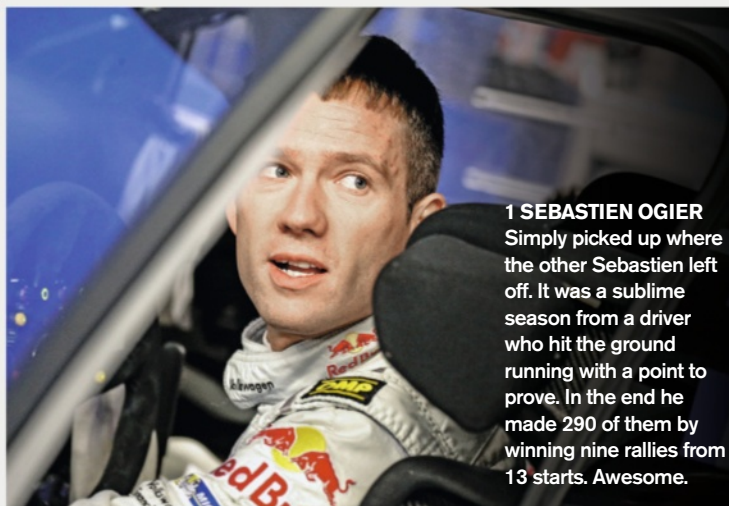 1 SEBASTIEN OGIER
Simply picked up where
the other Sebastien left
off. It was a sublime
season from a driver
who hit the ground
running with a point to
prove. In the end he
made 290 of them by
winning nine rallies from
13 starts. Awesome.
Volkswagen
OMP